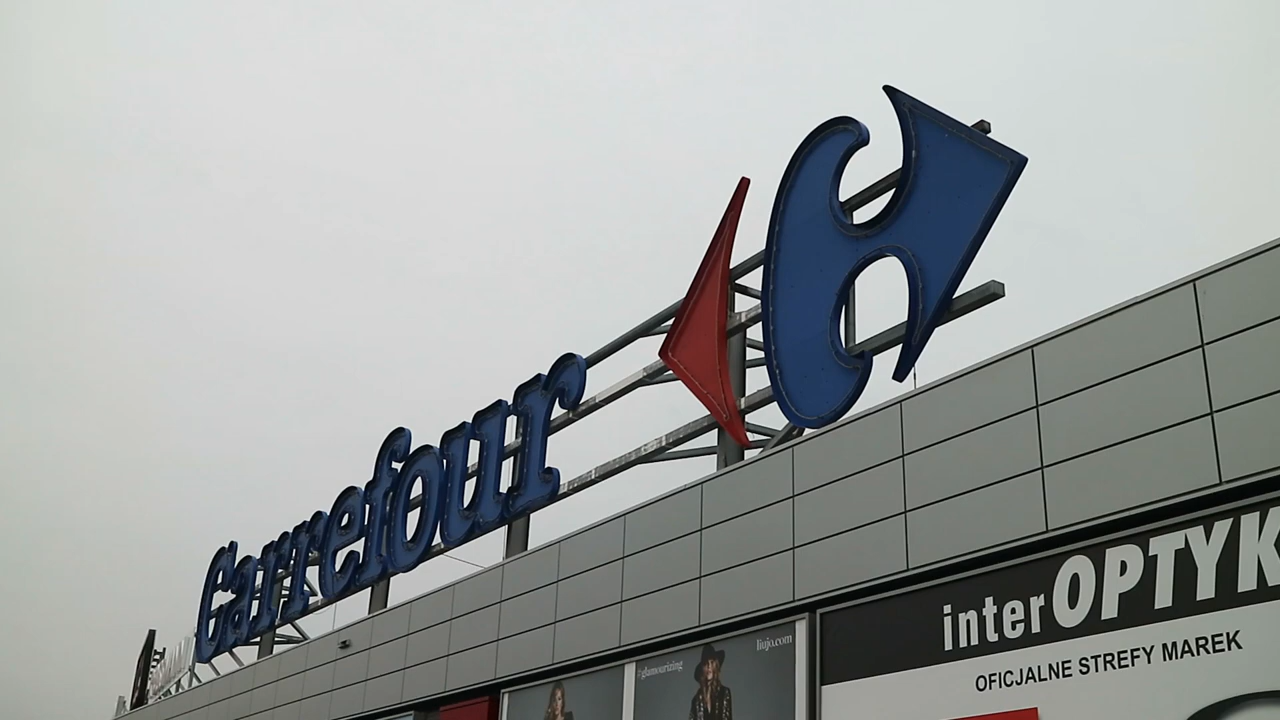 Carrefour
#glamourizing
liujo.com
interOPTYK
OFICJALNE STREFY MAREK